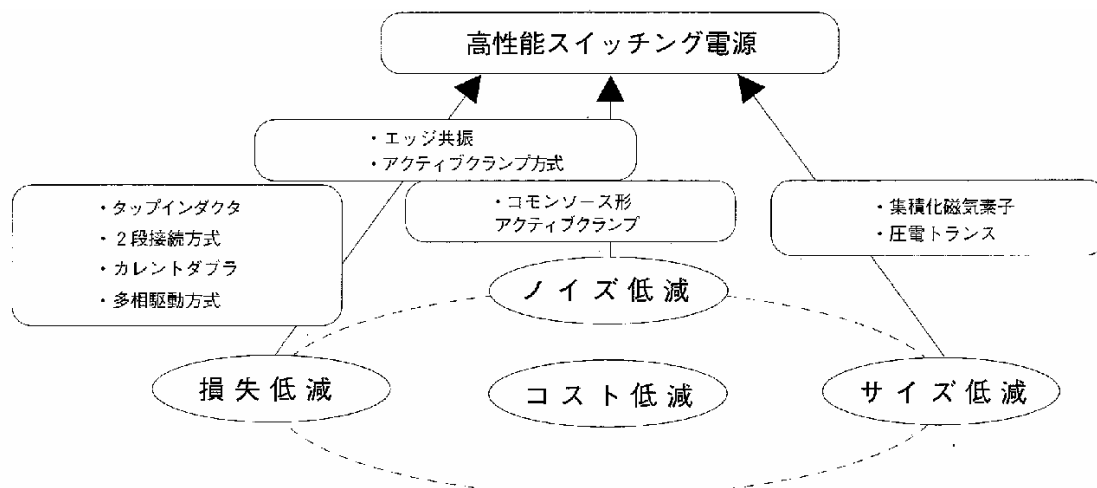 高性能スイッチング電源
・エッジ共振
・アクティブクランプ方式
・タップインダクタ
・2段接続方式
・カレントダブラ
・多相駆動方式
・コモンソース形
アクティブクランプ
・集積化磁気素子
・圧電トランス
ノイズ低減
損失低減
コスト低減
サイズ低減